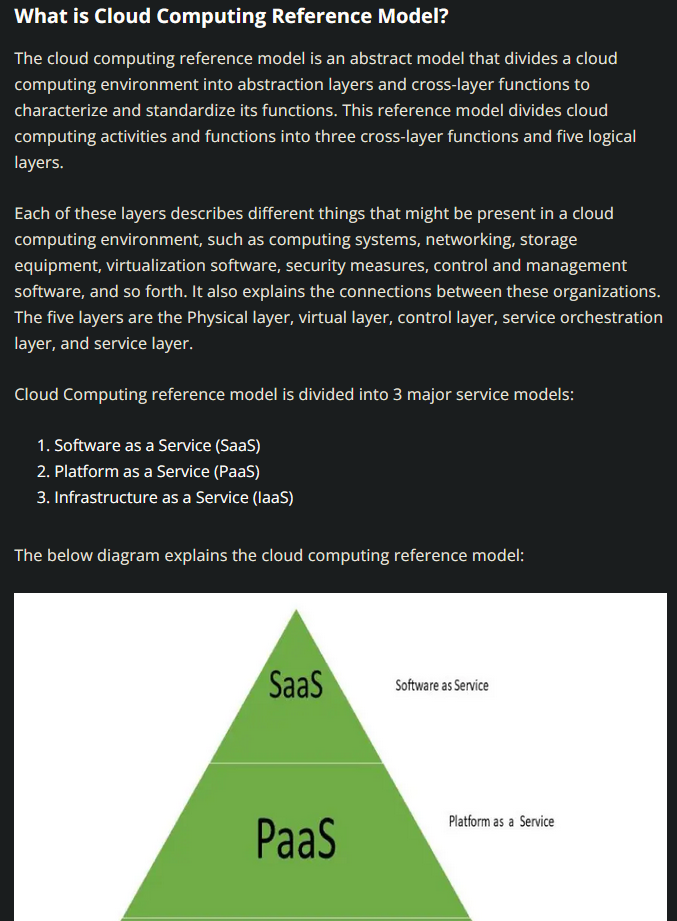 What is Cloud Computing Reference Model?
The cloud computing reference model is an abstract model that divides a cloud
computing environment into abstraction layers and cross-layer functions to
characterize and standardize its functions. This reference model divides cloud
computing activities and functions into three cross-layer functions and five logical
layers.
Each of these layers describes different things that might be present in a cloud
computing environment, such as computing systems, networking, storage
equipment, virtualization software, security measures, control and management
software, and so forth. It also explains the connections between these organizations.
The five layers are the Physical layer, virtual layer, control layer, service orchestration
layer, and service layer.
Cloud Computing reference model is divided into 3 major service models:
1. Software as a Service (SaaS)
2. Platform as a Service (PaaS)
3. Infrastructure as a Service (IaaS)
The below diagram explains the cloud computing reference model:
SaaS
Software as Service
PaaS
Platform as a Service